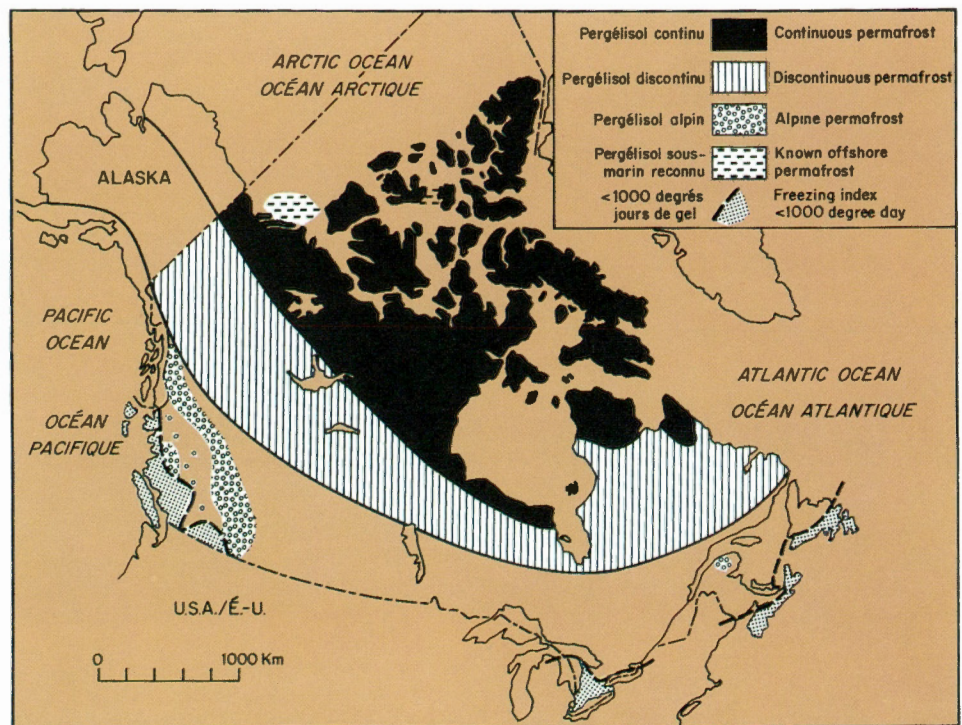 Pergélisol continu Continuous permafrost
Pergélisol discontinu Discontinuous permafrost
Pergélisol alpin Alpine permafrost
Pergélisol sous-
marin reconnu
Known offshore
permafrost
<1000 degrés
jours de gel
Freezing index
<1000 degree day
ARCTIC OCEAN
OCÉAN ARCTIQUE
ALASKA
PACIFIC
OCEAN
OCÉAN
PACIFIQUE
ATLANTIC OCEAN
OCÉAN ATLANTIQUE
U.S.A./É.-U.
0 1000 Km